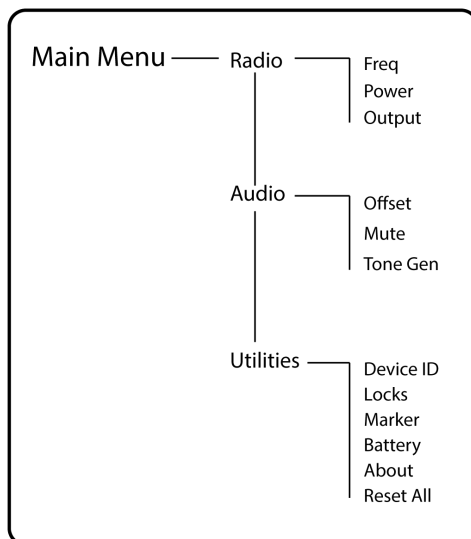 Main Menu
Radio
Freq
Power
Output
Audio
Offset
Mute
Tone Gen
Utilities
Device ID
Locks
Marker
Battery
About
Reset All